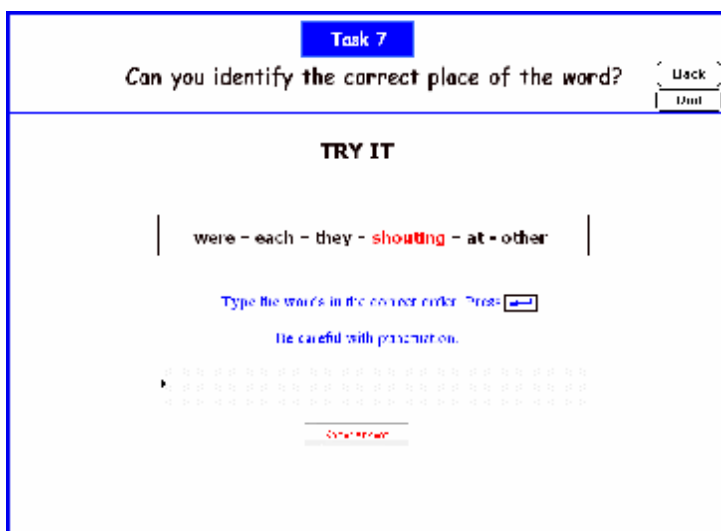 Task 7
Can you identify the correct place of the word?
Back
TRY IT
were - each - they - shouting - at - other
Type the words in the correct order. Press
Be careful with punctuation.